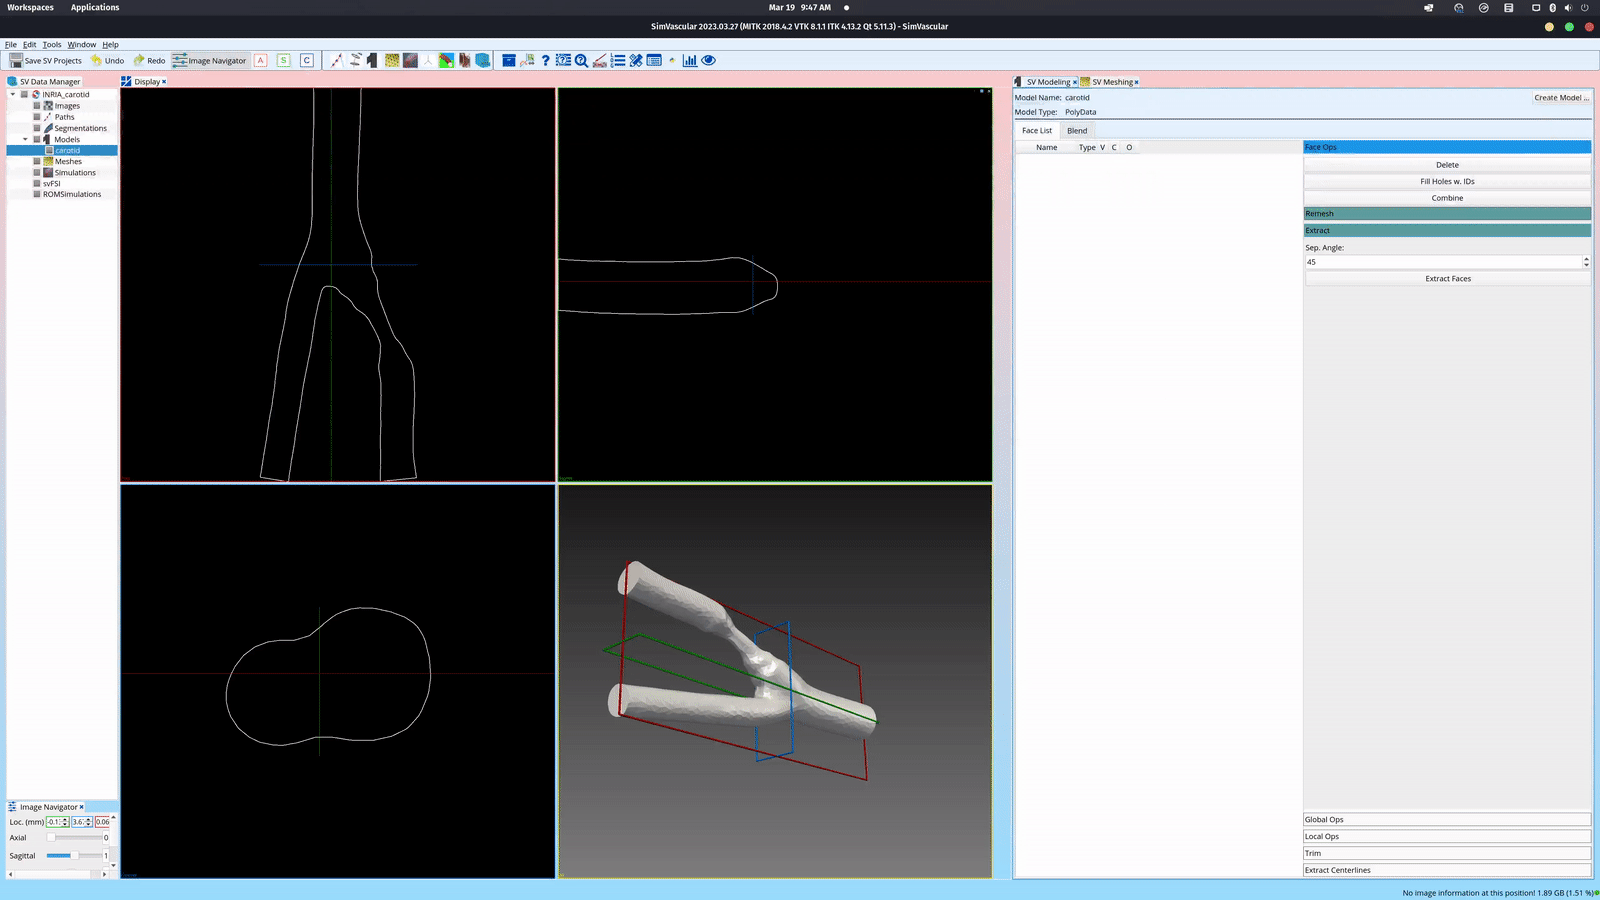 Workspaces Applications Mar 19 9:47 AM
SimVascular 2023.03.27 (MITK 2018.4.2 VTK 8.1.1 ITK 4.13.2 Qt 5.11.3) - SimVascular
File Edit Tools Window Help
Save SV Projects Undo Redo Image Navigator A S C
SV Data Manager
Display
SV Modeling SV Meshing
INRIA_carotid
Images
Paths
Segmentations
Models
carotid
Meshes
Simulations
svFSI
ROMSimulations
Model Name: carotid Create Model ...
Model Type: PolyData
Face List Blend
Name Type V C O
Face Ops
Delete
Fill Holes w. IDs
Combine
Remesh
Extract
Sep. Angle:
45
Extract Faces
Global Ops
Local Ops
Trim
Extract Centerlines
Image Navigator
Loc. (mm) 0.06
Axial 0
Sagittal 1
No image information at this position! 1.89 GB (1.51 %)